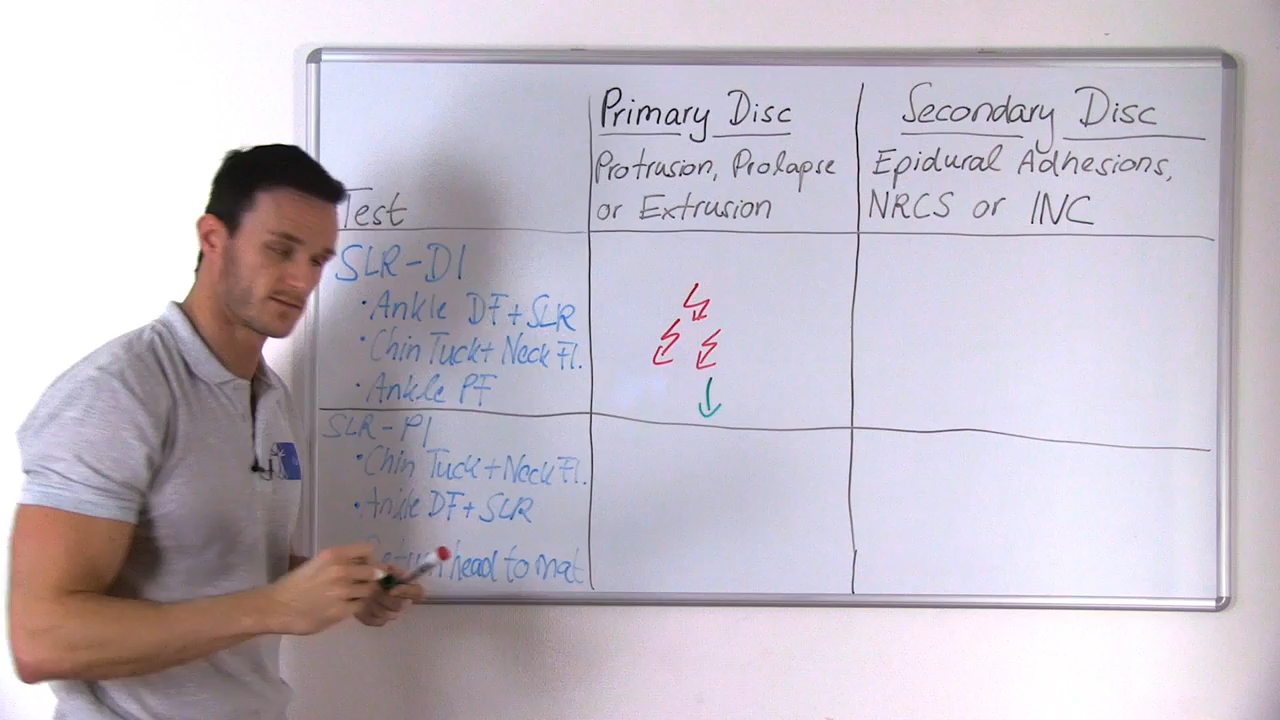 Primary Disc
Secondary Disc
Protrusion, Prolapse
or Extrusion
Epidural Adhesions,
NRCS or INC
Test
SLR-DI
• Ankle DF + SLR
• Chin Tuck + Neck Fl.
• Ankle PF
SLR-PI
• Chin Tuck + Neck Fl.
• Ankle DF + SLR
head to mat